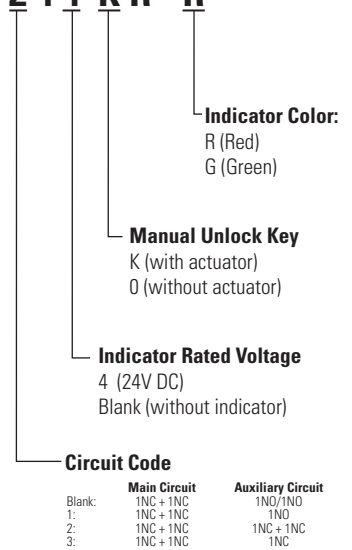 Indicator Color:
R (Red)
G (Green)
Manual Unlock Key
K (with actuator)
0 (without actuator)
Indicator Rated Voltage
4 (24V DC)
Blank (without indicator)
Circuit Code
Main Circuit Auxiliary Circuit
Blank: 1NC + 1NC 1NO/1NO
1: 1NC + 1NC 1NO
2: 1NC + 1NC 1NC + 1NC
3: 1NC + 1NC 1NC